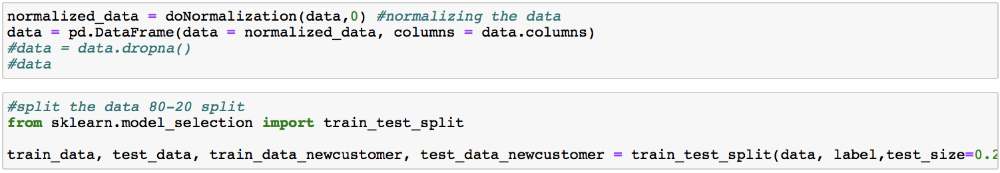 normalized_data = doNormalization(data,0) #normalizing the data
data = pd.DataFrame(data = normalized_data, columns = data.columns)
#data = data.dropna()
#data
#split the data 80-20 split
from sklearn.model_selection import train_test_split
train_data, test_data, train_data_newcustomer, test_data_newcustomer = train_test_split(data, label,test_size=0.2